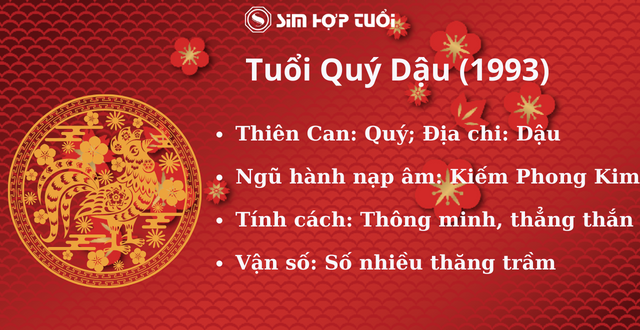 SIM HỢP TUỔI
Tuổi Quý Dậu (1993)
• Thiên Can: Quý; Địa chi: Dậu
• Ngũ hành nạp âm: Kiếm Phong Kim
• Tính cách: Thông minh, thẳng thắn
• Vận số: Số nhiều thăng trầm